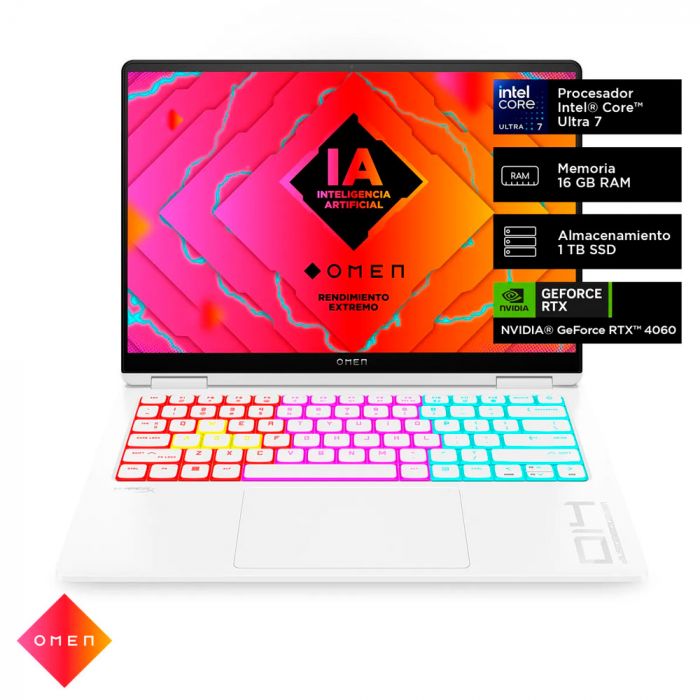 IA
INTELIGENCIA
ARTIFICIAL
OMEN
RENDIMIENTO
EXTREMO
OMEN
intel
CORE
ULTRA 7
Procesador
Intel® Core™
Ultra 7
RAM
Memoria
16 GB RAM
Almacenamiento
1 TB SSD
NVIDIA
GEFORCE
RTX
NVIDIA® GeForce RTX™ 4060
014
OMEN